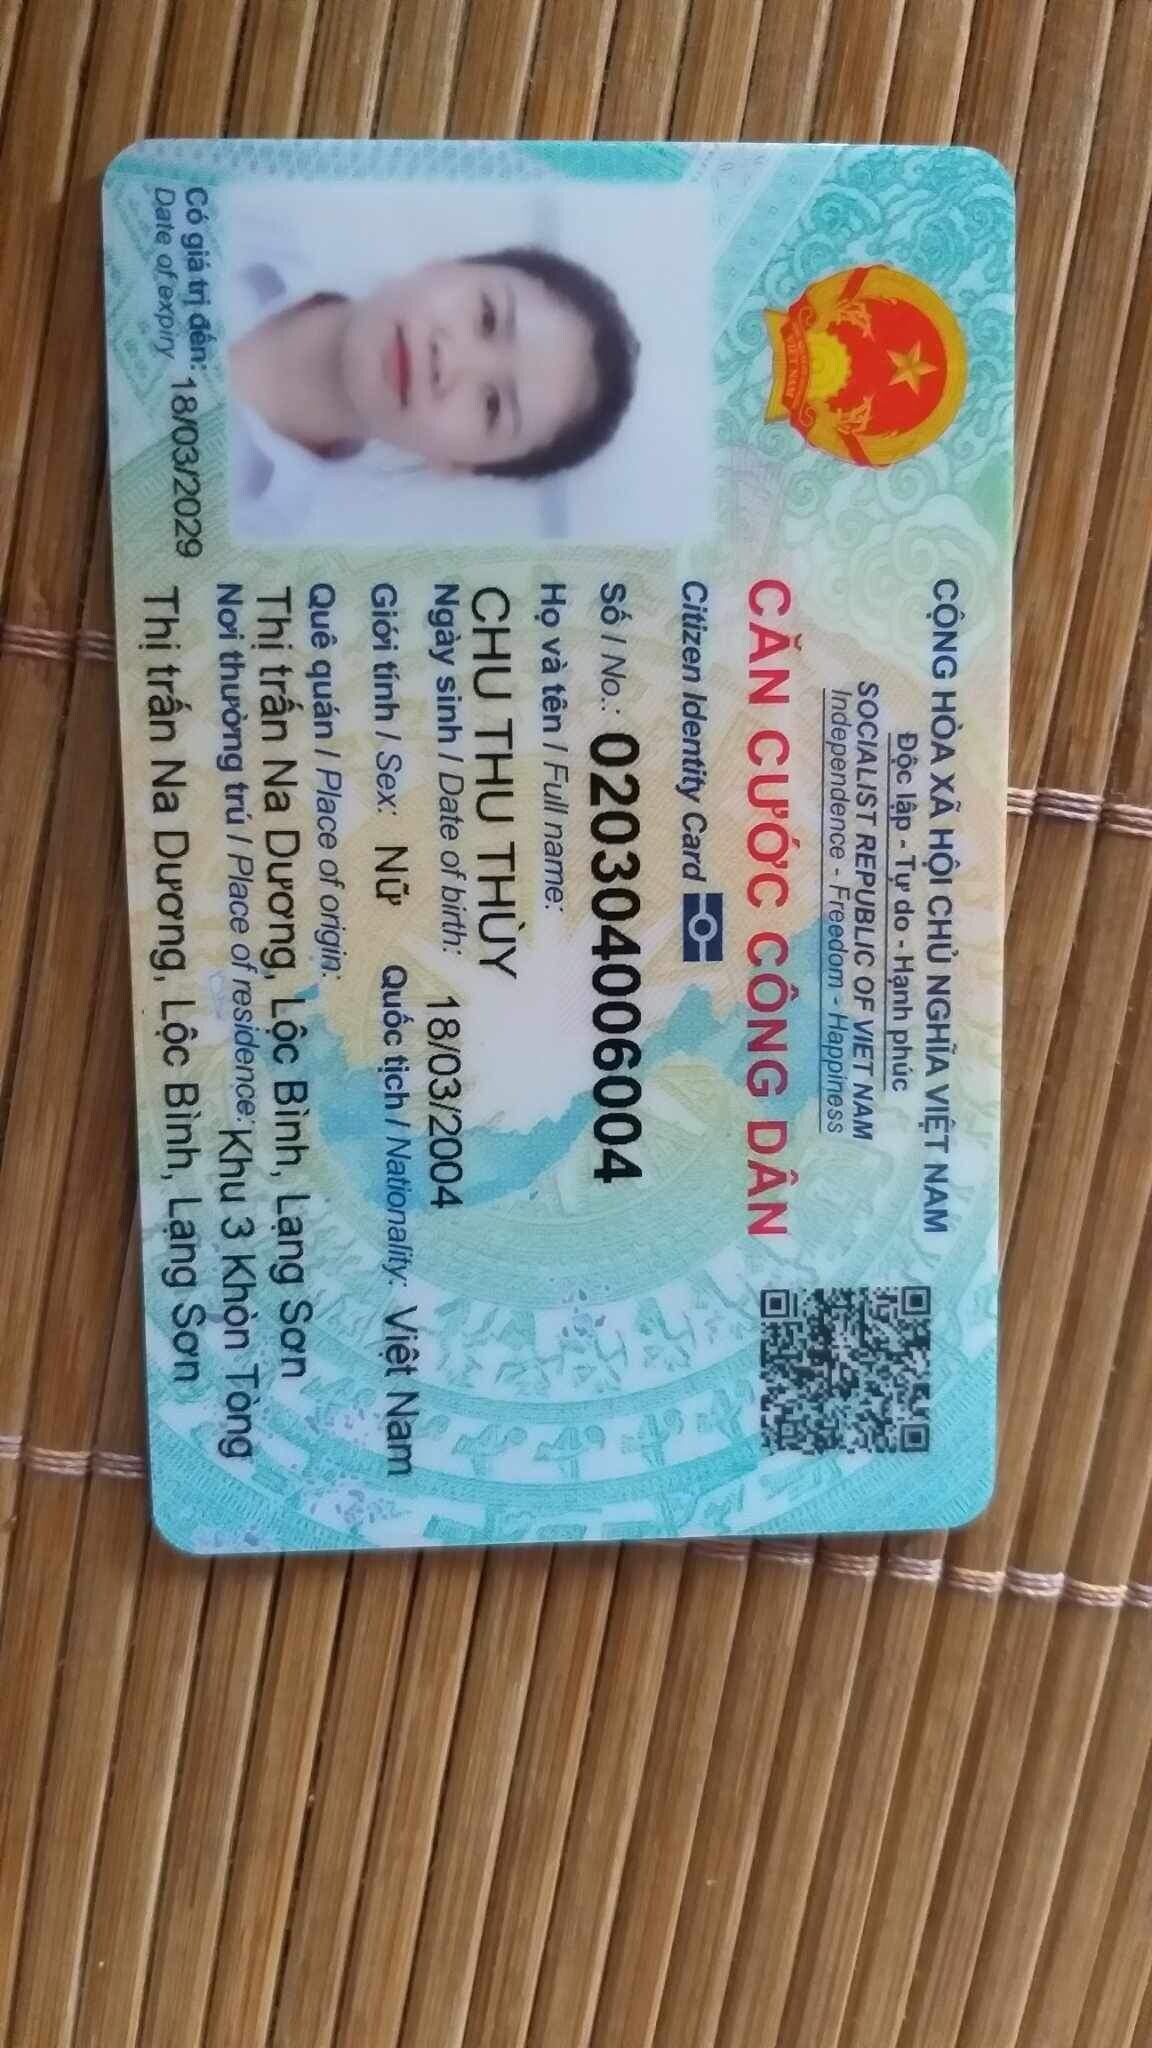 CỘNG HÒA XÃ HỘI CHỦ NGHĨA VIỆT NAM
Độc lập - Tự do - Hạnh phúc
SOCIALIST REPUBLIC OF VIET NAM
Independence - Freedom - Happiness
CĂN CƯỚC CÔNG DÂN
Citizen Identity Card
Số / No.: 020304006004
Họ và tên / Full name:
CHU THU THÙY
Ngày sinh / Date of birth: 18/03/2004
Giới tính / Sex: Nữ Quốc tịch / Nationality: Việt Nam
Quê quán / Place of origin:
Thị trấn Na Dương, Lộc Bình, Lạng Sơn
Nơi thường trú / Place of residence: Khu 3 Khòn Tòng
Thị trấn Na Dương, Lộc Bình, Lạng Sơn
Có giá trị đến: 18/03/2029
Date of expiry